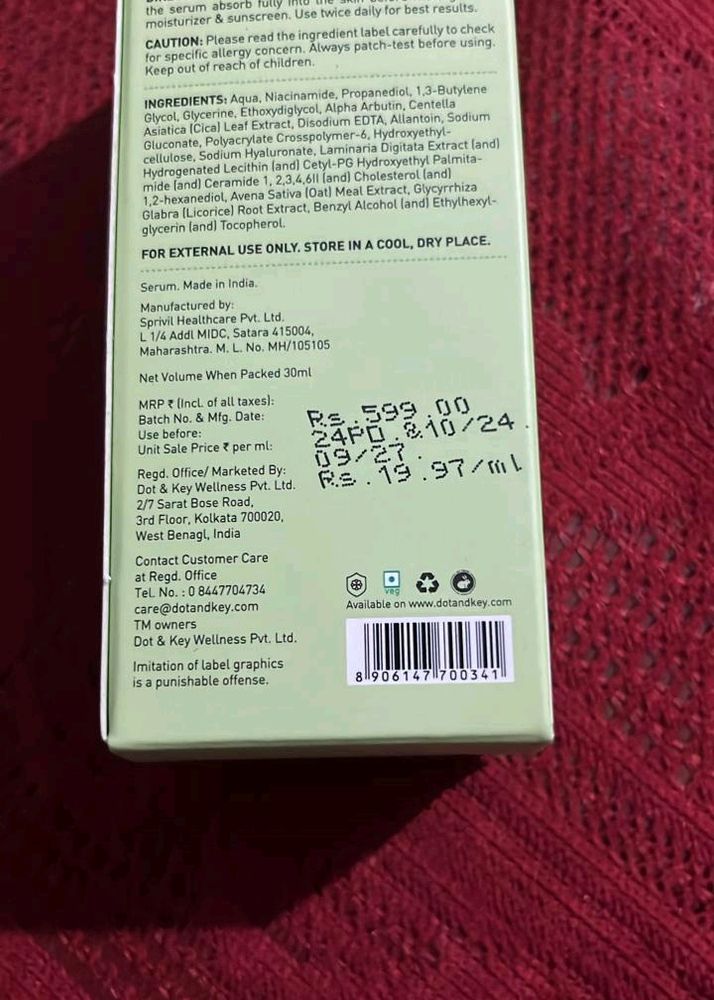 the serum absorb fully into the skin before
moisturizer & sunscreen. Use twice daily for best results.
CAUTION: Please read the ingredient label carefully to check
for specific allergy concern. Always patch-test before using.
Keep out of reach of children.
INGREDIENTS: Aqua, Niacinamide, Propanediol, 1,3-Butylene
Glycol, Glycerine, Ethoxydiglycol, Alpha Arbutin, Centella
Asiatica (Cica) Leaf Extract, Disodium EDTA, Allantoin, Sodium
Gluconate, Polyacrylate Crosspolymer-6, Hydroxyethyl-
cellulose, Sodium Hyaluronate, Laminaria Digitata Extract (and)
Hydrogenated Lecithin (and) Cetyl-PG Hydroxyethyl Palmita-
mide (and) Ceramide 1, 2,3,4,6II (and) Cholesterol (and)
1,2-hexanediol, Avena Sativa (Oat) Meal Extract, Glycyrrhiza
Glabra (Licorice) Root Extract, Benzyl Alcohol (and) Ethylhexyl-
glycerin (and) Tocopherol.
FOR EXTERNAL USE ONLY. STORE IN A COOL, DRY PLACE.
Serum. Made in India.
Manufactured by:
Sprivil Healthcare Pvt. Ltd.
L 1/4 Addl MIDC, Satara 415004,
Maharashtra. M. L. No. MH/105105
Net Volume When Packed 30ml
MRP ₹ (Incl. of all taxes): Rs.599.00
Batch No. & Mfg. Date: 24PD.&10/24.
Use before: 09/27.
Unit Sale Price ₹ per ml: Rs.19.97/ml
Regd. Office/ Marketed By:
Dot & Key Wellness Pvt. Ltd.
2/7 Sarat Bose Road,
3rd Floor, Kolkata 700020,
West Benagl, India
Contact Customer Care
at Regd. Office
Tel. No. : 0 8447704734
care@dotandkey.com
TM owners
Dot & Key Wellness Pvt. Ltd.
Imitation of label graphics
is a punishable offense.
veg
Available on www.dotandkey.com
8 906147 700341